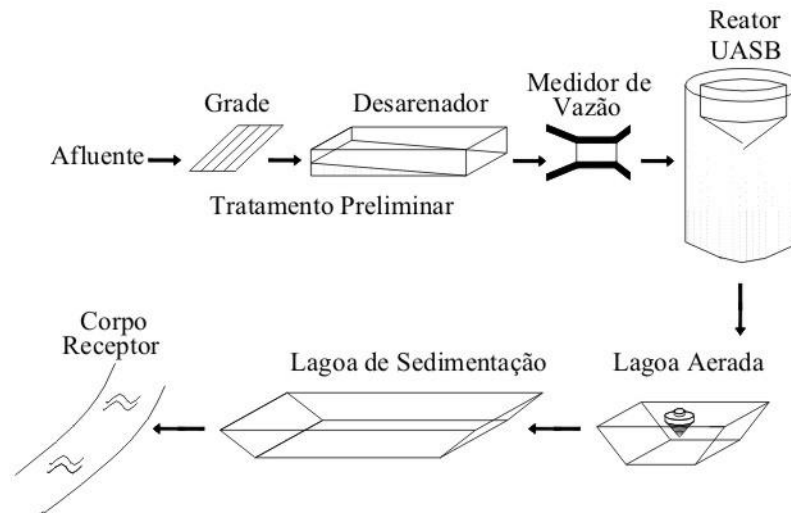 Reator
UASB
Medidor de
Vazão
Grade
Desarenador
Afluente
Tratamento Preliminar
Corpo
Receptor
Lagoa de Sedimentação
Lagoa Aerada